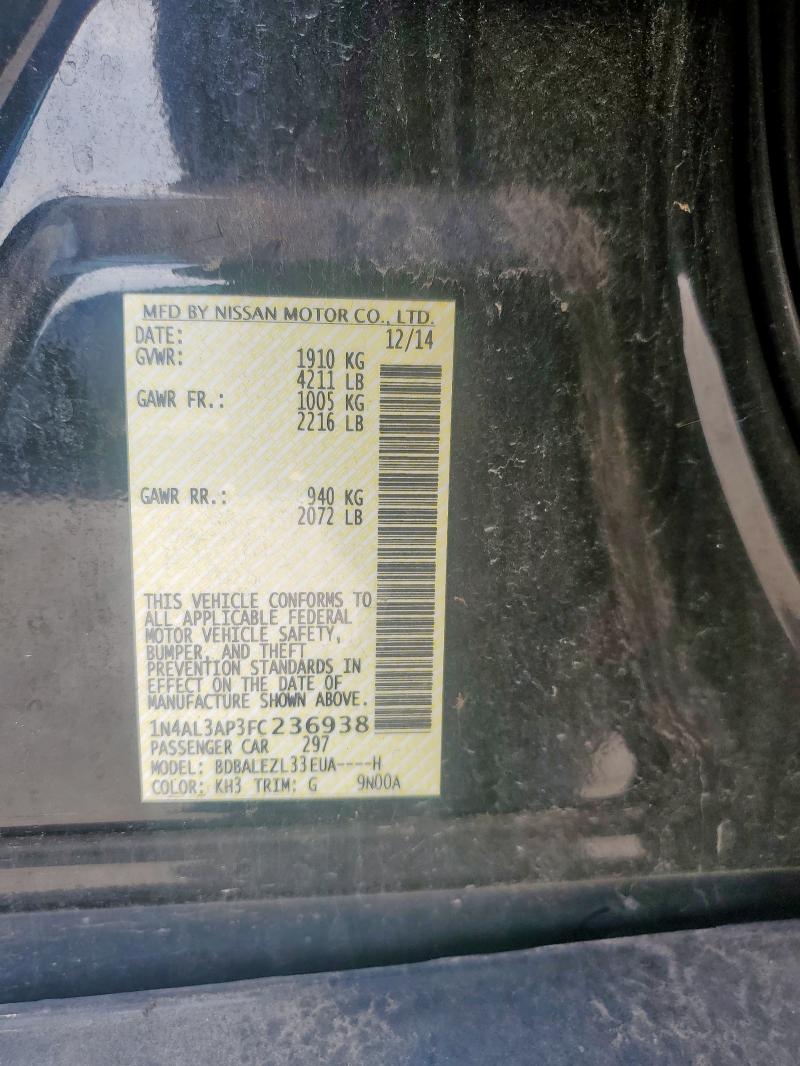 MFD BY NISSAN MOTOR CO., LTD.
DATE: 12/14
GVWR: 1910 KG
4211 LB
GAWR FR.: 1005 KG
2216 LB
GAWR RR.: 940 KG
2072 LB
THIS VEHICLE CONFORMS TO
ALL APPLICABLE FEDERAL
MOTOR VEHICLE SAFETY,
BUMPER, AND THEFT
PREVENTION STANDARDS IN
EFFECT ON THE DATE OF
MANUFACTURE SHOWN ABOVE.
1N4AL3AP3FC236938
PASSENGER CAR 297
MODEL: BDBALEZL33EUA----H
COLOR: KH3 TRIM: G 9N00A